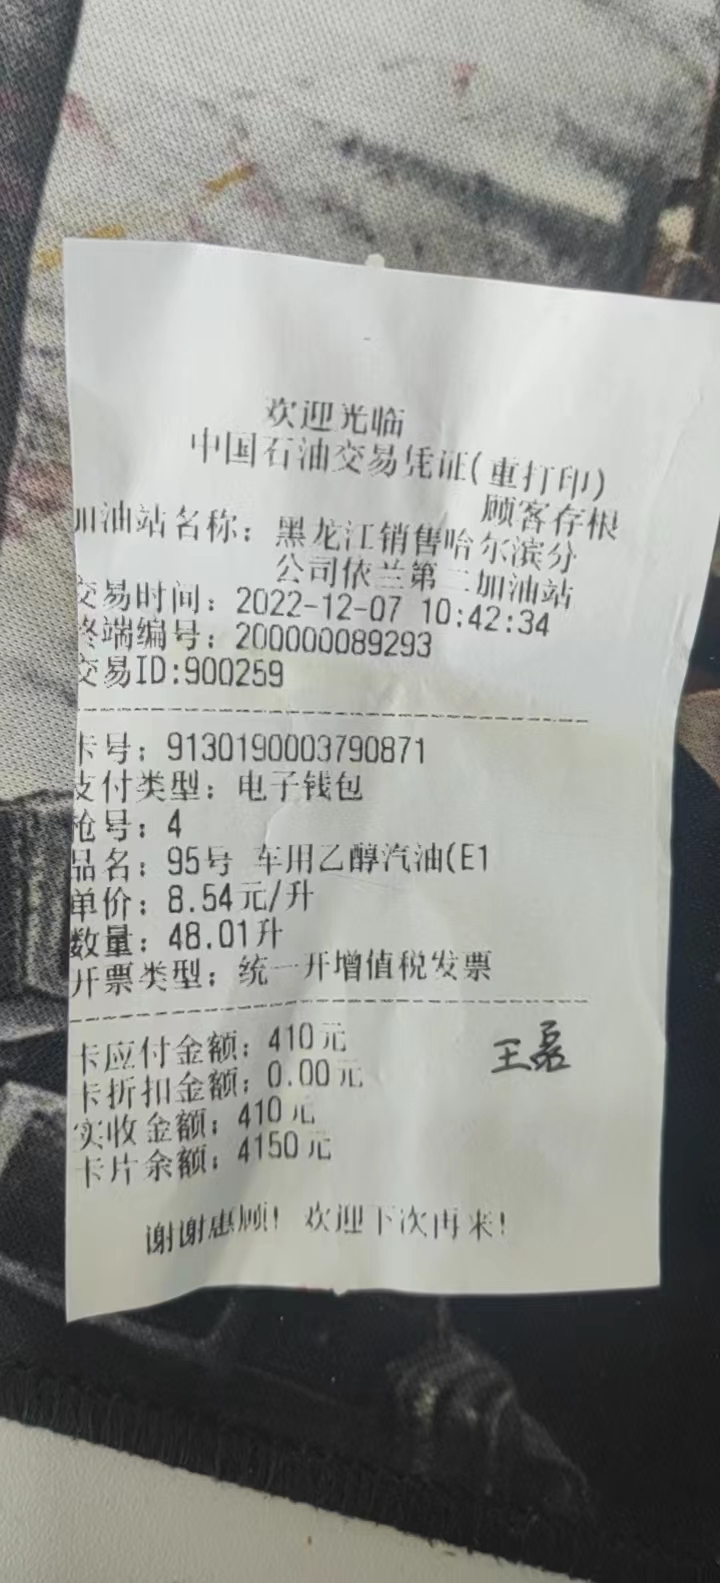 欢迎光临
中国石油交易凭证(重打印)
顾客存根
加油站名称：黑龙江销售哈尔滨分
公司依兰第二加油站
交易时间：2022-12-07 10:42:34
终端编号：200000089293
交易ID:900259
卡号：9130190003790871
支付类型：电子钱包
枪号：4
品名：95号 车用乙醇汽油(E1
单价：8.54元/升
数量：48.01升
开票类型：统一开增值税发票
卡应付金额：410元
王磊
卡折扣金额：0.00元
实收金额：410元
卡片余额：4150元
谢谢惠顾！欢迎下次再来！